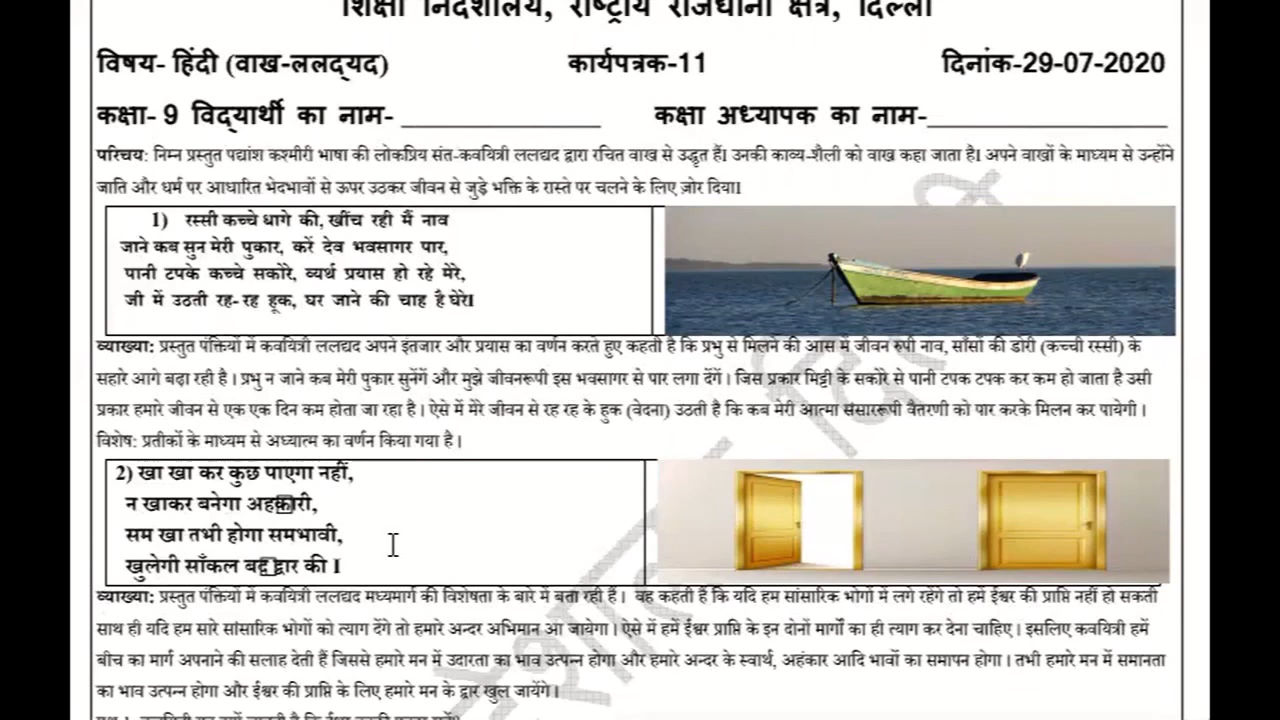 शिक्षा निदेशालय, राष्ट्रीय राजधानी क्षेत्र, दिल्ली
विषय- हिंदी (वाख-ललद्यद) कार्यपत्रक-11 दिनांक-29-07-2020
कक्षा- 9 विद्यार्थी का नाम- ______________ कक्षा अध्यापक का नाम-_________________
परिचय: निम्न प्रस्तुत पद्यांश कश्मीरी भाषा की लोकप्रिय संत-कवयित्री ललद्यद द्वारा रचित वाख से उद्धृत हैंI उनकी काव्य-शैली को वाख कहा जाता हैI अपने वाखों के माध्यम से उन्होंने
जाति और धर्म पर आधारित भेदभावों से ऊपर उठकर जीवन से जुड़े भक्ति के रास्ते पर चलने के लिए ज़ोर दियाI
1) रस्सी कच्चे धागे की, खींच रही मैं नाव
जाने कब सुन मेरी पुकार, करें देव भवसागर पार,
पानी टपके कच्चे सकोरे, व्यर्थ प्रयास हो रहे मेरे,
जी में उठती रह-रह हूक, घर जाने की चाह है घेरेI
व्याख्या: प्रस्तुत पंक्तियों में कवयित्री ललद्यद अपने इंतजार और प्रयास का वर्णन करते हुए कहती है कि प्रभु से मिलने की आस में जीवन रुपी नाव, साँसों की डोरी (कच्ची रस्सी) के
सहारे आगे बढ़ा रही है। प्रभु न जाने कब मेरी पुकार सुनेंगें और मुझे जीवनरूपी इस भवसागर से पार लगा देंगें। जिस प्रकार मिट्टी के सकोरे से पानी टपक टपक कर कम हो जाता है उसी
प्रकार हमारे जीवन से एक एक दिन कम होता जा रहा है। ऐसे में मेरे जीवन से रह रह के हुक (वेदना) उठती है कि कब मेरी आत्मा संसाररूपी वैतरणी को पार करके मिलन कर पायेगी।
विशेष: प्रतीकों के माध्यम से अध्यात्म का वर्णन किया गया है।
2) खा खा कर कुछ पाएगा नहीं,
न खाकर बनेगा अहकारी,
सम खा तभी होगा समभावी,
खुलेगी साँकल बद द्वार की I
व्याख्या: प्रस्तुत पंक्तियों में कवयित्री ललद्यद मध्यमार्ग की विशेषता के बारे में बता रही हैं। वह कहती हैं कि यदि हम सांसारिक भोगों में लगे रहेंगे तो हमें ईश्वर की प्राप्ति नहीं हो सकती
साथ ही यदि हम सारे सांसारिक भोगों को त्याग देंगे तो हमारे अन्दर अभिमान आ जायेगा। ऐसे में हमें ईश्वर प्राप्ति के इन दोनों मार्गों का ही त्याग कर देना चाहिए। इसलिए कवयित्री हमें
बीच का मार्ग अपनाने की सलाह देती हैं जिससे हमारे मन में उदारता का भाव उत्पन्न होगा और हमारे अन्दर के स्वार्थ, अहंकार आदि भावों का समापन होगा। तभी हमारे मन में समानता
का भाव उत्पन्न होगा और ईश्वर की प्राप्ति के लिए हमारे मन के द्वार खुल जायेंगे।